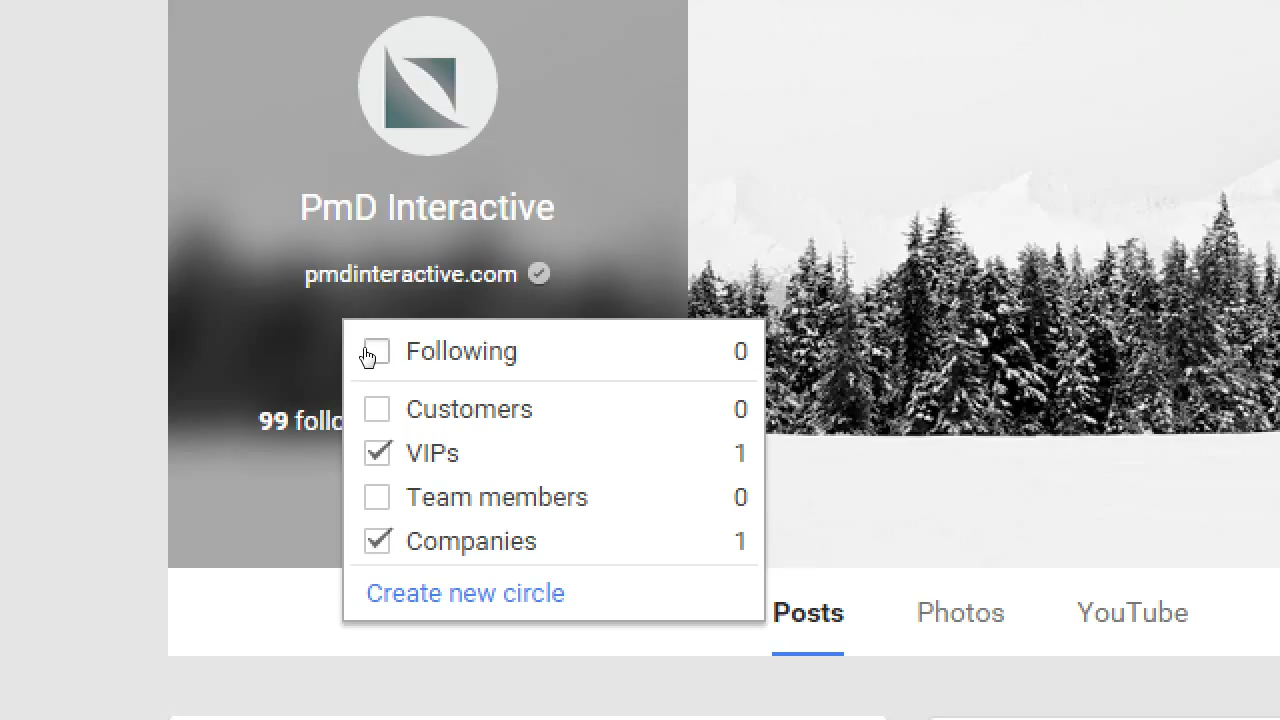 PmD Interactive
pmdinteractive.com
Following 0
Customers 0
99
VIPs 1
Team members 0
Companies 1
Create new circle
Posts Photos YouTube